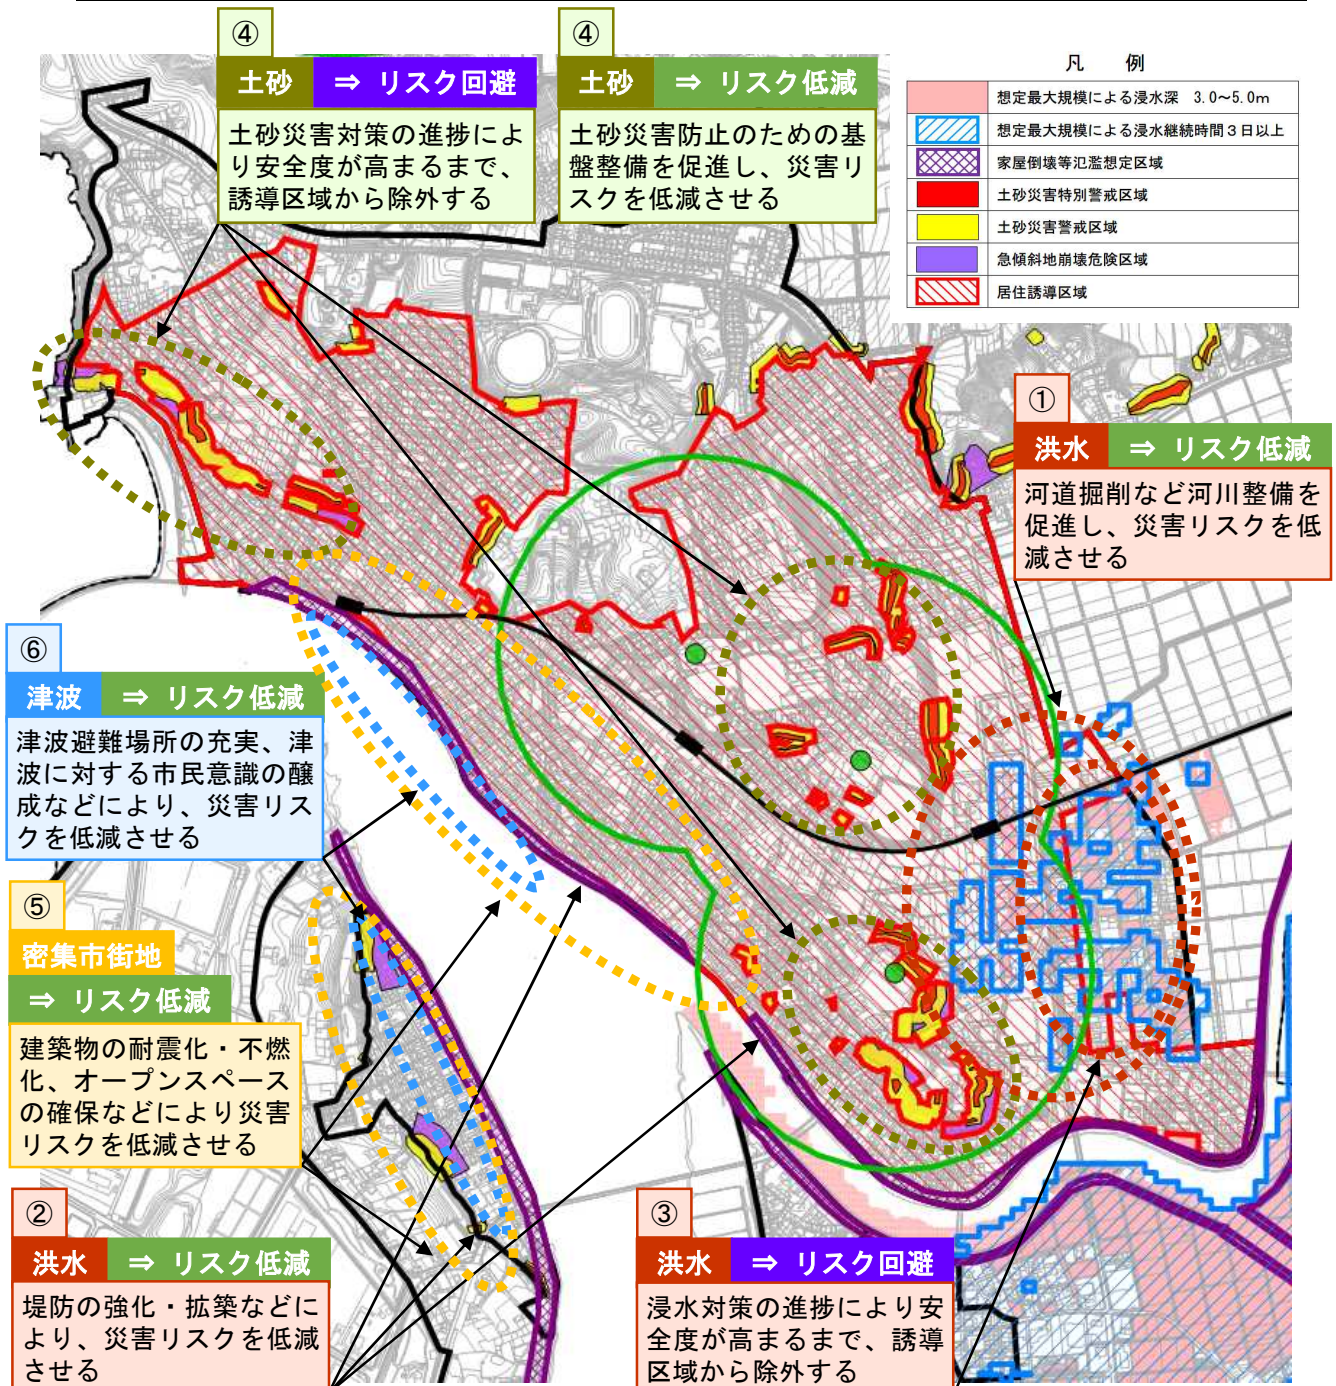 ④
土砂 ⇒ リスク回避
土砂災害対策の進捗によ
り安全度が高まるまで、
誘導区域から除外する
④
土砂 ⇒ リスク低減
土砂災害防止のための基
盤整備を促進し、災害リ
スクを低減させる
凡 例
想定最大規模による浸水深 3.0~5.0m
想定最大規模による浸水継続時間3日以上
家屋倒壊等氾濫想定区域
土砂災害特別警戒区域
土砂災害警戒区域
急傾斜地崩壊危険区域
居住誘導区域
①
洪水 ⇒ リスク低減
河道掘削など河川整備を
促進し、災害リスクを低
減させる
⑥
津波 ⇒ リスク低減
津波避難場所の充実、津
波に対する市民意識の醸
成などにより、災害リス
クを低減させる
⑤
密集市街地
⇒ リスク低減
建築物の耐震化・不燃
化、オープンスペース
の確保などにより災害
リスクを低減させる
②
洪水 ⇒ リスク低減
堤防の強化・拡築などに
より、災害リスクを低減
させる
③
洪水 ⇒ リスク回避
浸水対策の進捗により安
全度が高まるまで、誘導
区域から除外する